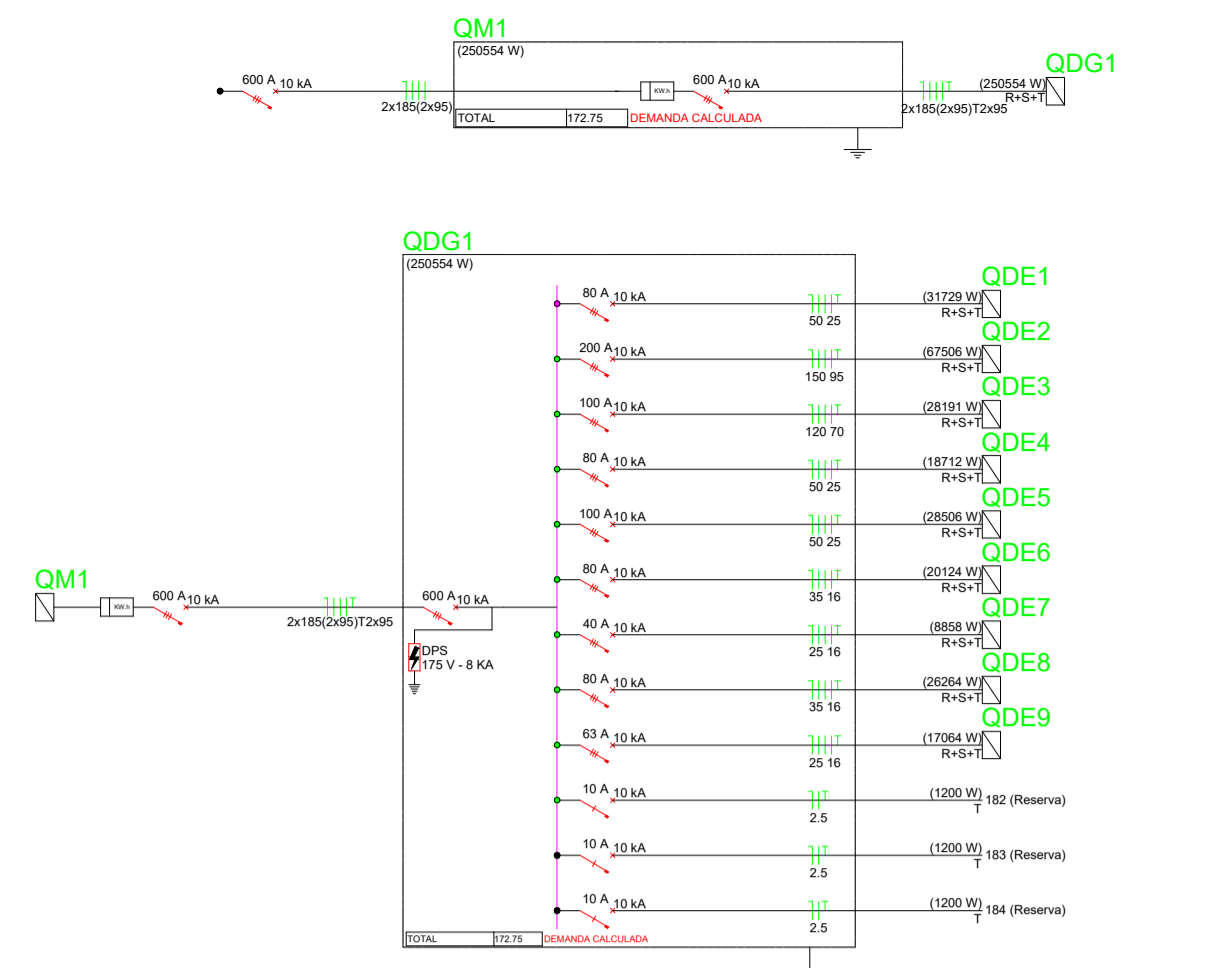 QM1
(250554 W)
600 A 10 kA
2x185(2x95)
KW.h
600 A 10 kA
2x185(2x95)T2x95
(250554 W)
R+S+T
QDG1
TOTAL 172.75 DEMANDA CALCULADA
QDG1
(250554 W)
80 A 10 kA
50 25
(31729 W)
R+S+T
QDE1
200 A 10 kA
150 95
(67506 W)
R+S+T
QDE2
100 A 10 kA
120 70
(28191 W)
R+S+T
QDE3
80 A 10 kA
50 25
(18712 W)
R+S+T
QDE4
100 A 10 kA
50 25
(28506 W)
R+S+T
QDE5
80 A 10 kA
35 16
(20124 W)
R+S+T
QDE6
QM1
KW.h
600 A 10 kA
2x185(2x95)T2x95
600 A 10 kA
DPS
175 V - 8 KA
40 A 10 kA
25 16
(8858 W)
R+S+T
QDE7
80 A 10 kA
35 16
(26264 W)
R+S+T
QDE8
63 A 10 kA
25 16
(17064 W)
R+S+T
QDE9
10 A 10 kA
2.5
(1200 W)
T
182 (Reserva)
10 A 10 kA
2.5
(1200 W)
T
183 (Reserva)
10 A 10 kA
2.5
(1200 W)
T
184 (Reserva)
TOTAL 172.75 DEMANDA CALCULADA